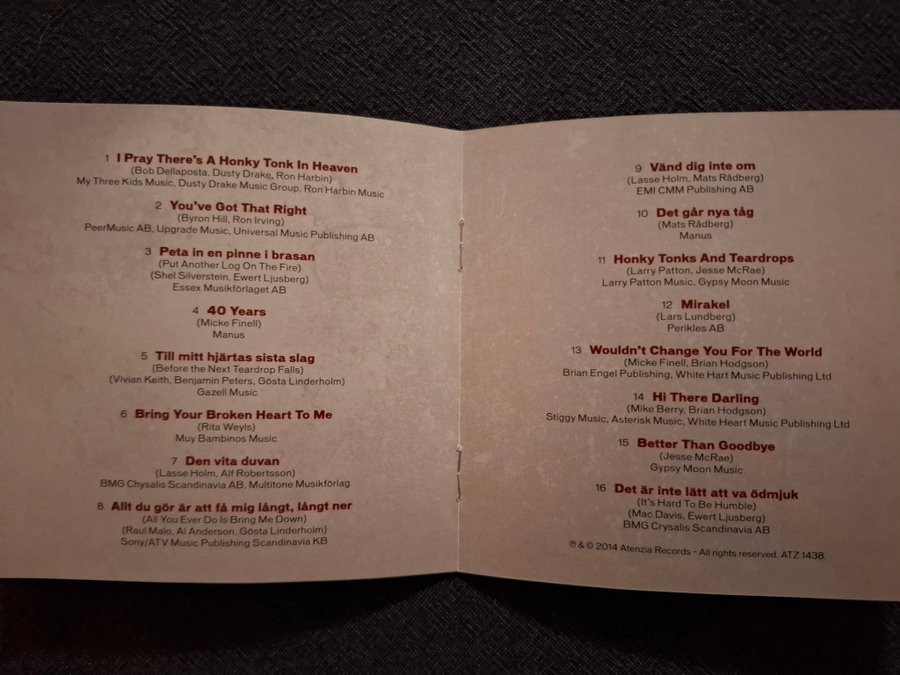 1 I Pray There's A Honky Tonk In Heaven
(Bob Dellaposta, Dusty Drake, Ron Harbin)
My Three Kids Music, Dusty Drake Music Group, Ron Harbin Music
2 You've Got That Right
(Byron Hill, Ron Irving)
PeerMusic AB, Upgrade Music, Universal Music Publishing AB
3 Peta in en pinne i brasan
(Put Another Log On The Fire)
(Shel Silverstein, Ewert Ljusberg)
Essex Musikförlaget AB
4 40 Years
(Micke Finell)
Manus
5 Till mitt hjärtas sista slag
(Before the Next Teardrop Falls)
(Vivian Keith, Benjamin Peters, Gösta Linderholm)
Gazell Music
6 Bring Your Broken Heart To Me
(Rita Weyls)
Muy Bambinos Music
7 Den vita duvan
(Lasse Holm, Alf Robertsson)
BMG Chrysalis Scandinavia AB, Multitone Musikförlag
8 Allt du gör är att få mig långt, långt ner
(All You Ever Do Is Bring Me Down)
(Raul Malo, Al Anderson, Gösta Linderholm)
Sony/ATV Music Publishing Scandinavia KB
9 Vänd dig inte om
(Lasse Holm, Mats Rådberg)
EMI CMM Publishing AB
10 Det går nya tåg
(Mats Rådberg)
Manus
11 Honky Tonks And Teardrops
(Larry Patton, Jesse McRae)
Larry Patton Music, Gypsy Moon Music
12 Mirakel
(Lars Lundberg)
Perikles AB
13 Wouldn't Change You For The World
(Micke Finell, Brian Hodgson)
Brian Engel Publishing, White Hart Music Publishing Ltd
14 Hi There Darling
(Mike Berry, Brian Hodgson)
Stiggy Music, Asterisk Music, White Heart Music Publishing Ltd
15 Better Than Goodbye
(Jesse McRae)
Gypsy Moon Music
16 Det är inte lätt att va ödmjuk
(It's Hard To Be Humble)
(Mac Davis, Ewert Ljusberg)
BMG Crysalis Scandinavia AB
℗ & © 2014 Atenzia Records - All rights reserved. ATZ 1438